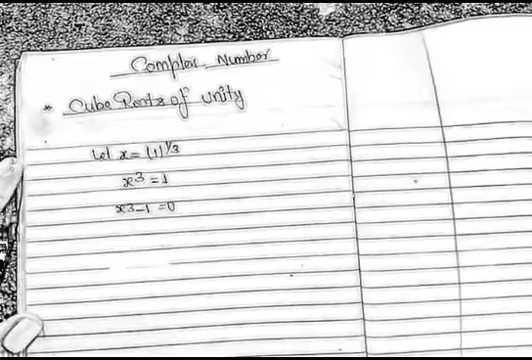 Complex Number
* Cube Roots of unity
Let x = (1)^1/3
x^3 = 1
x^3-1 = 0